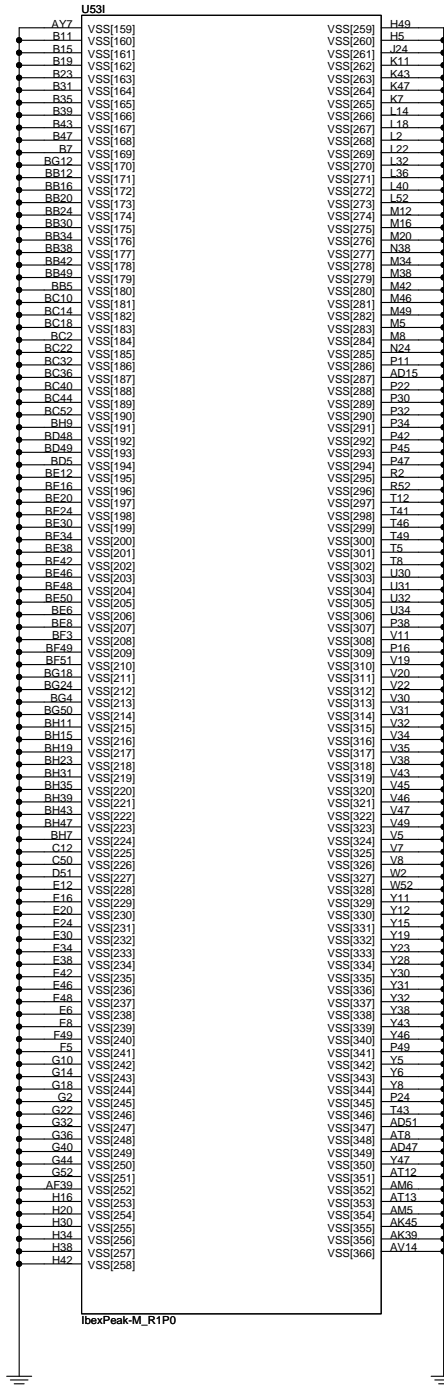 U53I
AY7 VSS[159] VSS[259] H49
B11 VSS[160] VSS[260] H5
B15 VSS[161] VSS[261] J24
B19 VSS[162] VSS[262] K11
B23 VSS[163] VSS[263] K43
B31 VSS[164] VSS[264] K47
B35 VSS[165] VSS[265] K7
B39 VSS[166] VSS[266] L14
B43 VSS[167] VSS[267] L18
B47 VSS[168] VSS[268] L2
B7 VSS[169] VSS[269] L22
BG12 VSS[170] VSS[270] L32
BB12 VSS[171] VSS[271] L36
BB16 VSS[172] VSS[272] L40
BB20 VSS[173] VSS[273] L52
BB24 VSS[174] VSS[274] M12
BB30 VSS[175] VSS[275] M16
BB34 VSS[176] VSS[276] M20
BB38 VSS[177] VSS[277] N38
BB42 VSS[178] VSS[278] M34
BB49 VSS[179] VSS[279] M38
BB5 VSS[180] VSS[280] M42
BC10 VSS[181] VSS[281] M46
BC14 VSS[182] VSS[282] M49
BC18 VSS[183] VSS[283] M5
BC2 VSS[184] VSS[284] M8
BC22 VSS[185] VSS[285] N24
BC32 VSS[186] VSS[286] P11
BC36 VSS[187] VSS[287] AD15
BC40 VSS[188] VSS[288] P22
BC44 VSS[189] VSS[289] P30
BC52 VSS[190] VSS[290] P32
BH9 VSS[191] VSS[291] P34
BD48 VSS[192] VSS[292] P42
BD49 VSS[193] VSS[293] P45
BD5 VSS[194] VSS[294] P47
BE12 VSS[195] VSS[295] R2
BE16 VSS[196] VSS[296] R52
BE20 VSS[197] VSS[297] T12
BE24 VSS[198] VSS[298] T41
BE30 VSS[199] VSS[299] T46
BE34 VSS[200] VSS[300] T49
BE38 VSS[201] VSS[301] T5
BE42 VSS[202] VSS[302] T8
BE46 VSS[203] VSS[303] U30
BE48 VSS[204] VSS[304] U31
BE50 VSS[205] VSS[305] U32
BE6 VSS[206] VSS[306] U34
BE8 VSS[207] VSS[307] P38
BF3 VSS[208] VSS[308] V11
BF49 VSS[209] VSS[309] P16
BF51 VSS[210] VSS[310] V19
BG18 VSS[211] VSS[311] V20
BG24 VSS[212] VSS[312] V22
BG4 VSS[213] VSS[313] V30
BG50 VSS[214] VSS[314] V31
BH11 VSS[215] VSS[315] V32
BH15 VSS[216] VSS[316] V34
BH19 VSS[217] VSS[317] V35
BH23 VSS[218] VSS[318] V38
BH31 VSS[219] VSS[319] V43
BH35 VSS[220] VSS[320] V45
BH39 VSS[221] VSS[321] V46
BH43 VSS[222] VSS[322] V47
BH47 VSS[223] VSS[323] V49
BH7 VSS[224] VSS[324] V5
C12 VSS[225] VSS[325] V7
C50 VSS[226] VSS[326] V8
D51 VSS[227] VSS[327] W2
E12 VSS[228] VSS[328] W52
E16 VSS[229] VSS[329] Y11
E20 VSS[230] VSS[330] Y12
E24 VSS[231] VSS[331] Y15
E30 VSS[232] VSS[332] Y19
E34 VSS[233] VSS[333] Y23
E38 VSS[234] VSS[334] Y28
E42 VSS[235] VSS[335] Y30
E46 VSS[236] VSS[336] Y31
E48 VSS[237] VSS[337] Y32
E6 VSS[238] VSS[338] Y38
E8 VSS[239] VSS[339] Y43
F49 VSS[240] VSS[340] Y46
F5 VSS[241] VSS[341] P49
G10 VSS[242] VSS[342] Y5
G14 VSS[243] VSS[343] Y6
G18 VSS[244] VSS[344] Y8
G2 VSS[245] VSS[345] P24
G22 VSS[246] VSS[346] T43
G32 VSS[247] VSS[347] AD51
G36 VSS[248] VSS[348] AT8
G40 VSS[249] VSS[349] AD47
G44 VSS[250] VSS[350] Y47
G52 VSS[251] VSS[351] AT12
AF39 VSS[252] VSS[352] AM6
H16 VSS[253] VSS[353] AT13
H20 VSS[254] VSS[354] AM5
H30 VSS[255] VSS[355] AK45
H34 VSS[256] VSS[356] AK39
H38 VSS[257] VSS[366] AV14
H42 VSS[258]
IbexPeak-M_R1P0